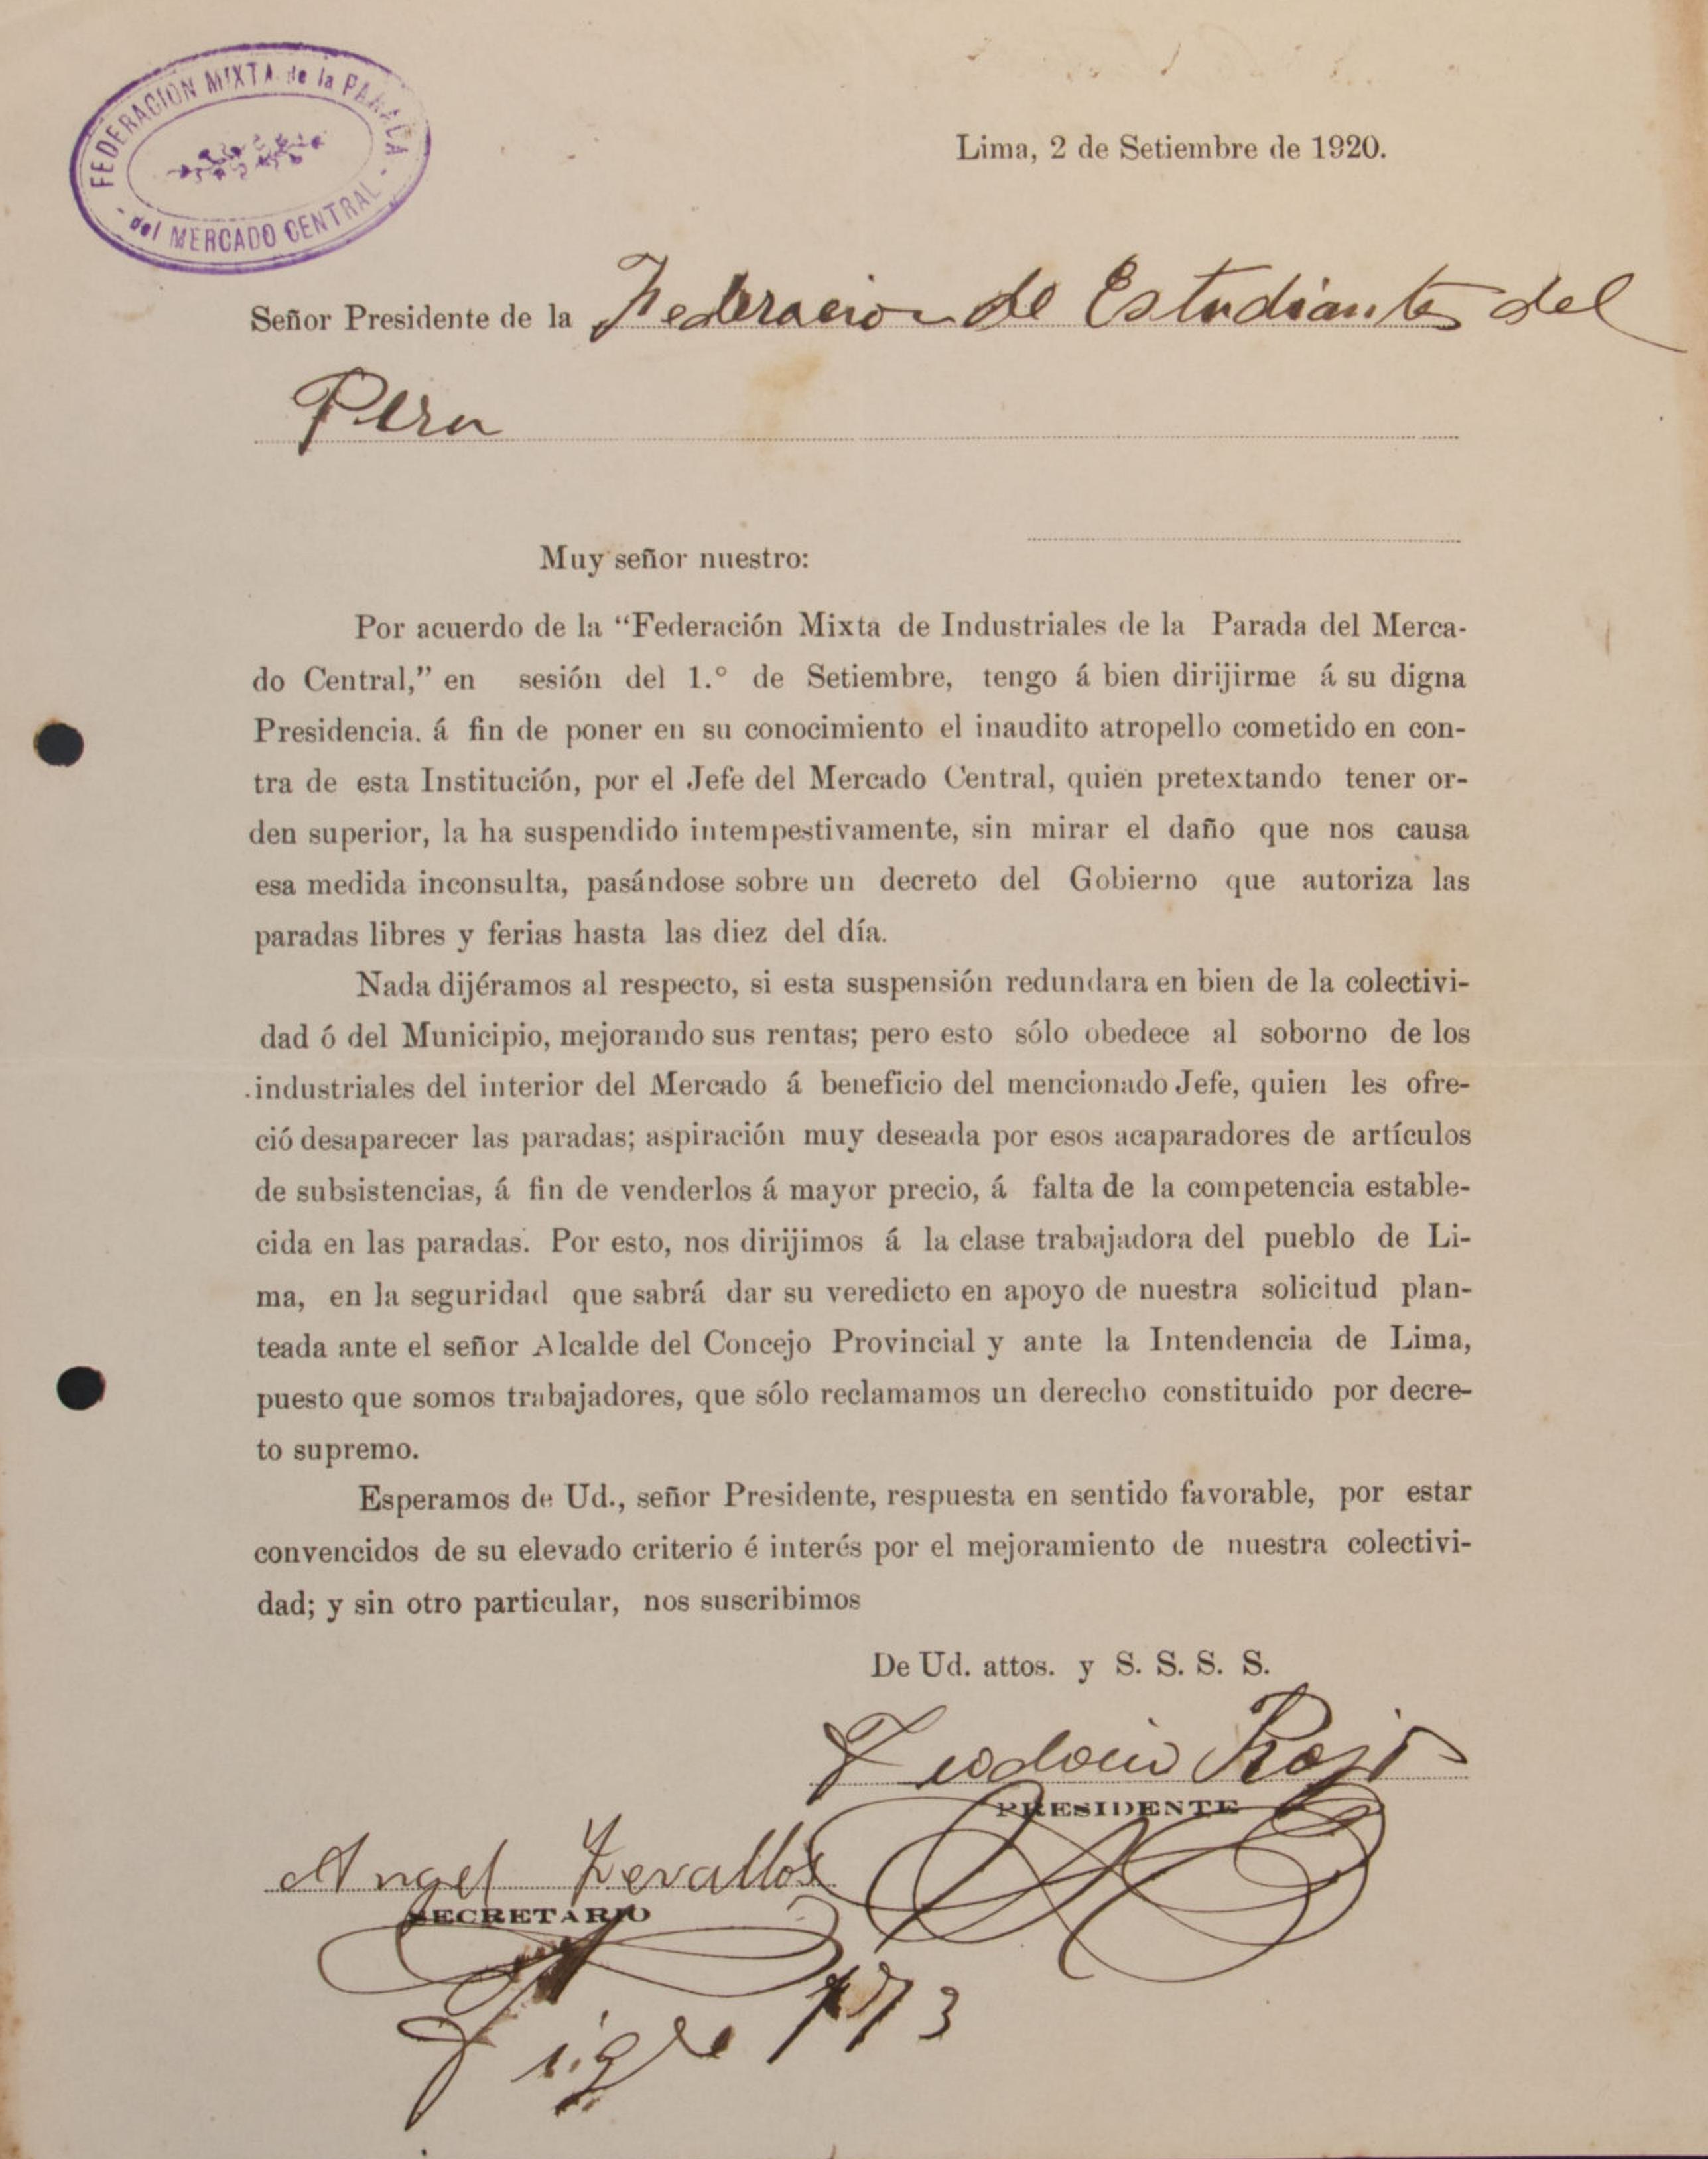 FEDERACION MIXTA de la PARADA
- del MERCADO CENTRAL -
Lima, 2 de Setiembre de 1920.
Señor Presidente de la Federacion de Estudiantes del
Peru
Muy señor nuestro:
Por acuerdo de la “Federación Mixta de Industriales de la Parada del Merca-
do Central,” en sesión del 1.° de Setiembre, tengo á bien dirijirme á su digna
Presidencia. á fin de poner en su conocimiento el inaudito atropello cometido en con-
tra de esta Institución, por el Jefe del Mercado Central, quien pretextando tener or-
den superior, la ha suspendido intempestivamente, sin mirar el daño que nos causa
esa medida inconsulta, pasándose sobre un decreto del Gobierno que autoriza las
paradas libres y ferias hasta las diez del día.
Nada dijéramos al respecto, si esta suspensión redundara en bien de la colectivi-
dad ó del Municipio, mejorando sus rentas; pero esto sólo obedece al soborno de los
industriales del interior del Mercado á beneficio del mencionado Jefe, quien les ofre-
ció desaparecer las paradas; aspiración muy deseada por esos acaparadores de artículos
de subsistencias, á fin de venderlos á mayor precio, á falta de la competencia estable-
cida en las paradas. Por esto, nos dirijimos á la clase trabajadora del pueblo de Li-
ma, en la seguridad que sabrá dar su veredicto en apoyo de nuestra solicitud plan-
teada ante el señor Alcalde del Concejo Provincial y ante la Intendencia de Lima,
puesto que somos trabajadores, que sólo reclamamos un derecho constituido por decre-
to supremo.
Esperamos de Ud., señor Presidente, respuesta en sentido favorable, por estar
convencidos de su elevado criterio é interés por el mejoramiento de nuestra colectivi-
dad; y sin otro particular, nos suscribimos
De Ud. attos. y S. S. S. S.
PRESIDENTE
Angel Zevallos
SECRETARIO
Tigre